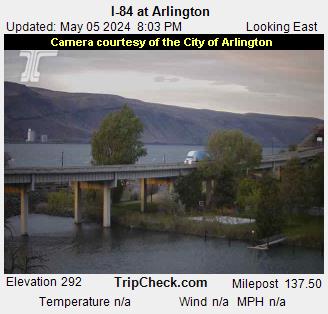 I-84 at Arlington
Updated: May 05 2024 8:03 PM Looking East
Camera courtesy of the City of Arlington
Elevation 292 TripCheck.com Milepost 137.50
Temperature n/a Wind n/a MPH n/a